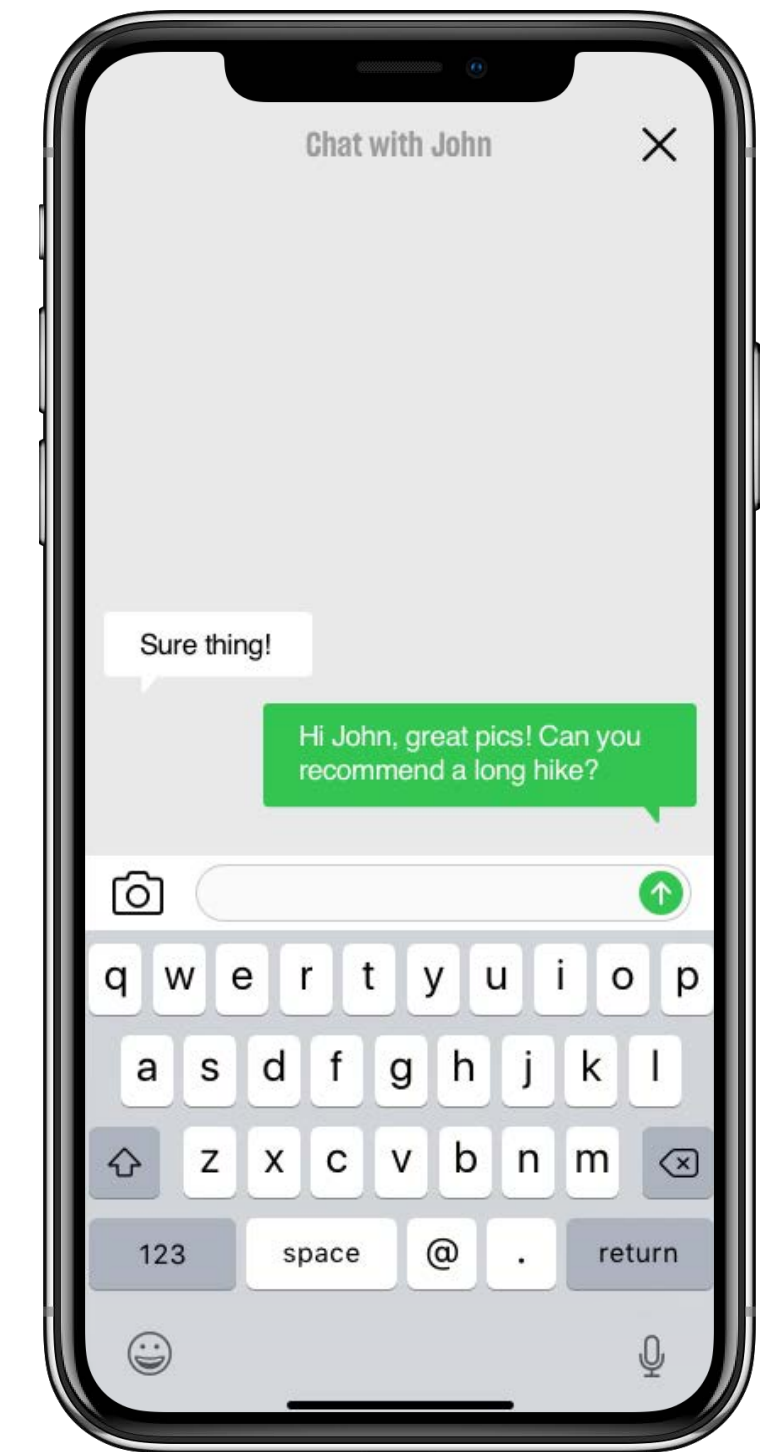 Chat with John
Sure thing!
Hi John, great pics! Can you
recommend a long hike?
q w e r t y u i o p
a s d f g h j k l
z x c v b n m
123 space @ . return